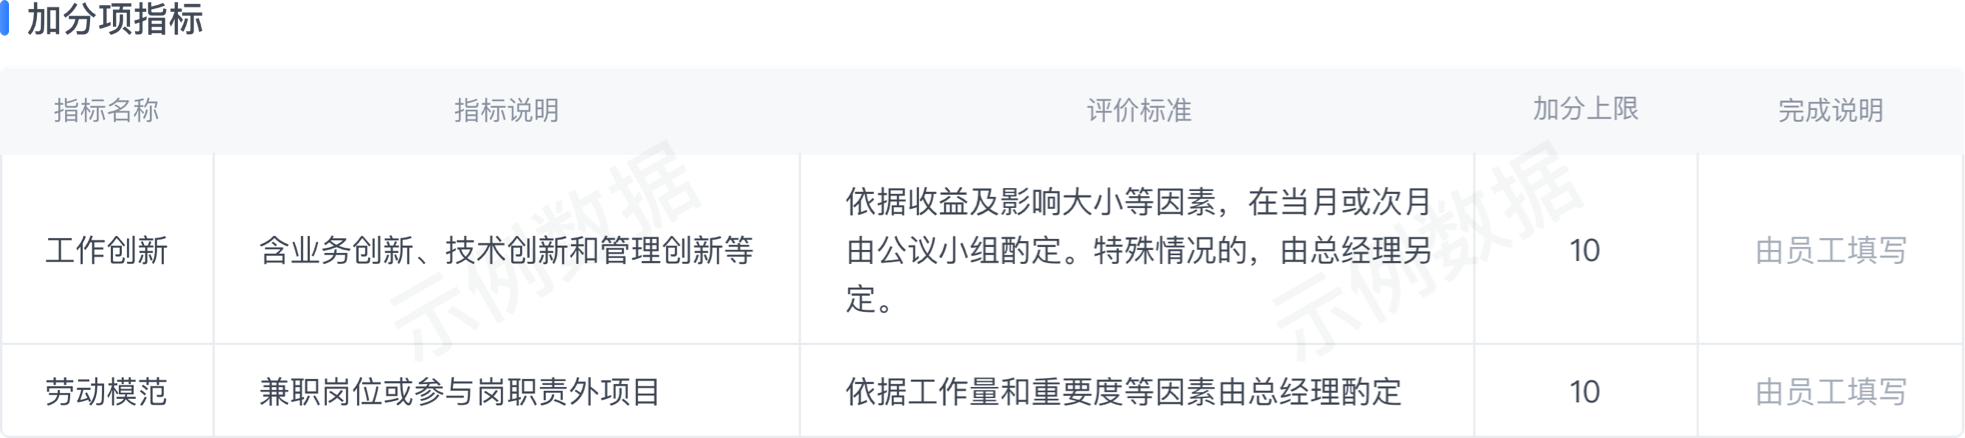 加分项指标
指标名称 指标说明 评价标准 加分上限 完成说明
工作创新 含业务创新、技术创新和管理创新等 依据收益及影响大小等因素，在当月或次月
由公议小组酌定。特殊情况的，由总经理另
定。 10 由员工填写
劳动模范 兼职岗位或参与岗职责外项目 依据工作量和重要度等因素由总经理酌定 10 由员工填写
示例数据
示例数据